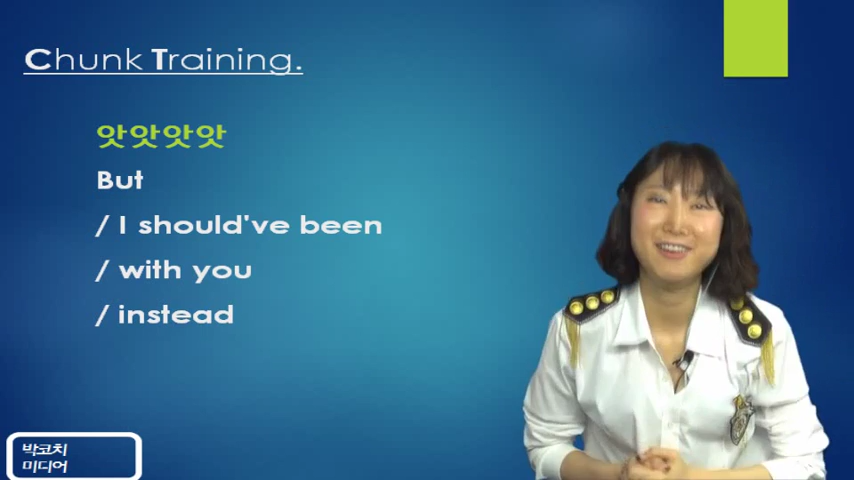 Chunk Training.
앗앗앗앗
But
/ I should've been
/ with you
/ instead
박코치
미디어